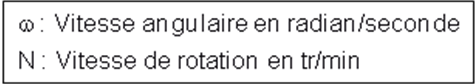 ω : Vitesse angulaire en radian/seconde
N : Vitesse de rotation en tr/min